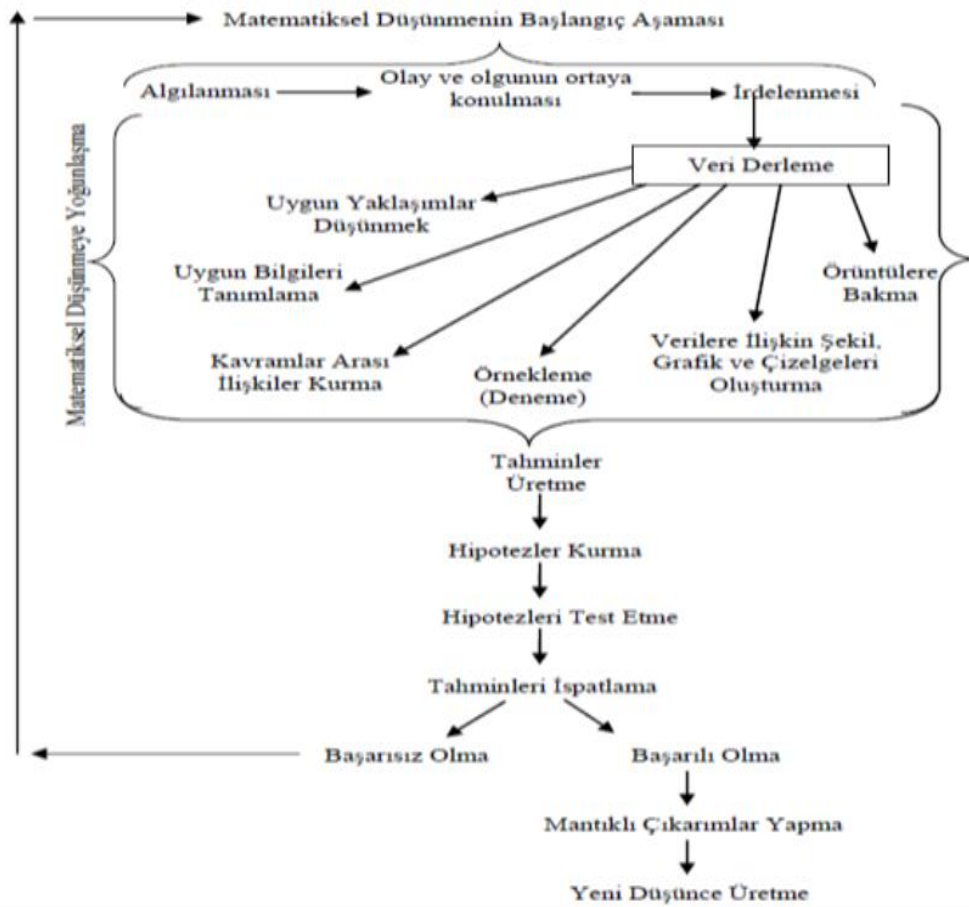 Matematiksel Düşünmenin Başlangıç Aşaması
Algılanması
Olay ve olgunun ortaya
konulması
İrdelenmesi
Matematiksel Düşünmeye Yoğunlaşma
Veri Derleme
Uygun Yaklaşımlar
Düşünmek
Uygun Bilgileri
Tanımlama
Kavramlar Arası
İlişkiler Kurma
Örnekleme
(Deneme)
Verilere İlişkin Şekil,
Grafik ve Çizelgeleri
Oluşturma
Örüntülere
Bakma
Tahminler
Üretme
Hipotezler Kurma
Hipotezleri Test Etme
Tahminleri İspatlama
Başarısız Olma
Başarılı Olma
Mantıklı Çıkarımlar Yapma
Yeni Düşünce Üretme